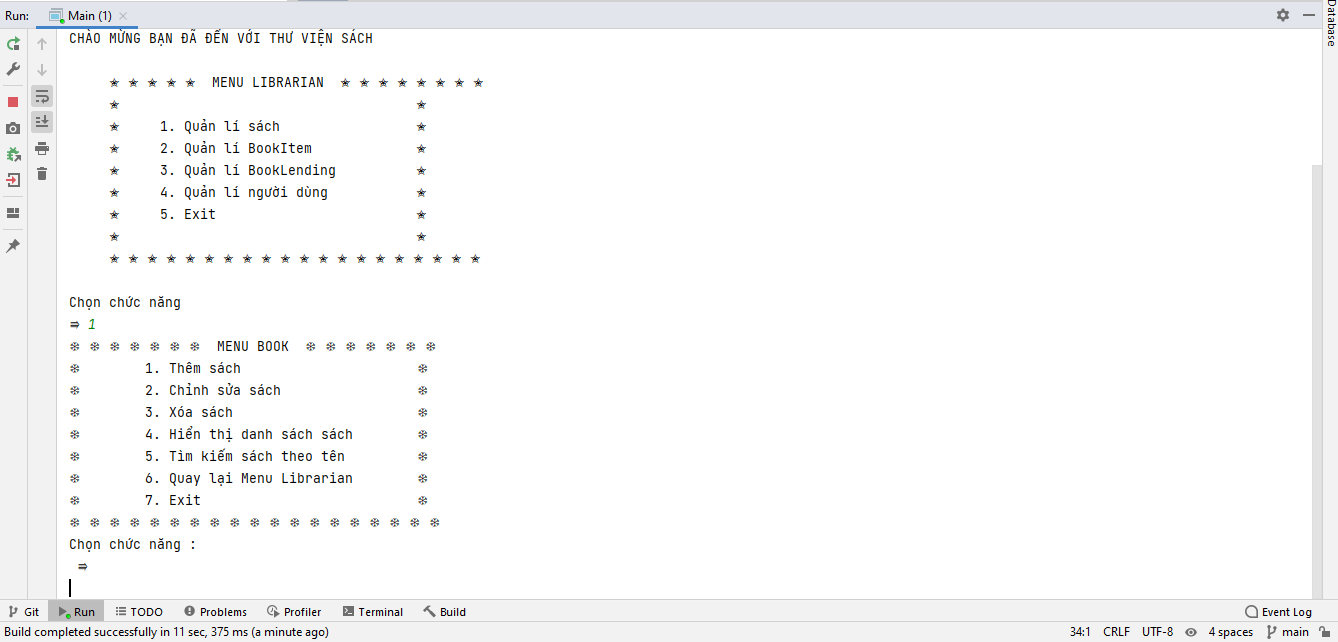 Run: Main (1)
Database
CHÀO MỪNG BẠN ĐÃ ĐẾN VỚI THƯ VIỆN SÁCH
✯ ✯ ✯ ✯ ✯ MENU LIBRARIAN ✯ ✯ ✯ ✯ ✯ ✯ ✯ ✯
✯ ✯
✯ 1. Quản lí sách ✯
✯ 2. Quản lí BookItem ✯
✯ 3. Quản lí BookLending ✯
✯ 4. Quản lí người dùng ✯
✯ 5. Exit ✯
✯ ✯
✯ ✯ ✯ ✯ ✯ ✯ ✯ ✯ ✯ ✯ ✯ ✯ ✯ ✯ ✯ ✯ ✯ ✯ ✯ ✯
Chọn chức năng
⇛ 1
❆ ❆ ❆ ❆ ❆ ❆ ❆ MENU BOOK ❆ ❆ ❆ ❆ ❆ ❆ ❆
❆ 1. Thêm sách ❆
❆ 2. Chỉnh sửa sách ❆
❆ 3. Xóa sách ❆
❆ 4. Hiển thị danh sách sách ❆
❆ 5. Tìm kiếm sách theo tên ❆
❆ 6. Quay lại Menu Librarian ❆
❆ 7. Exit ❆
❆ ❆ ❆ ❆ ❆ ❆ ❆ ❆ ❆ ❆ ❆ ❆ ❆ ❆ ❆ ❆ ❆ ❆ ❆
Chọn chức năng :
⇛
Git Run TODO Problems Profiler Terminal Build Event Log
Build completed successfully in 11 sec, 375 ms (a minute ago) 34:1 CRLF UTF-8 4 spaces main